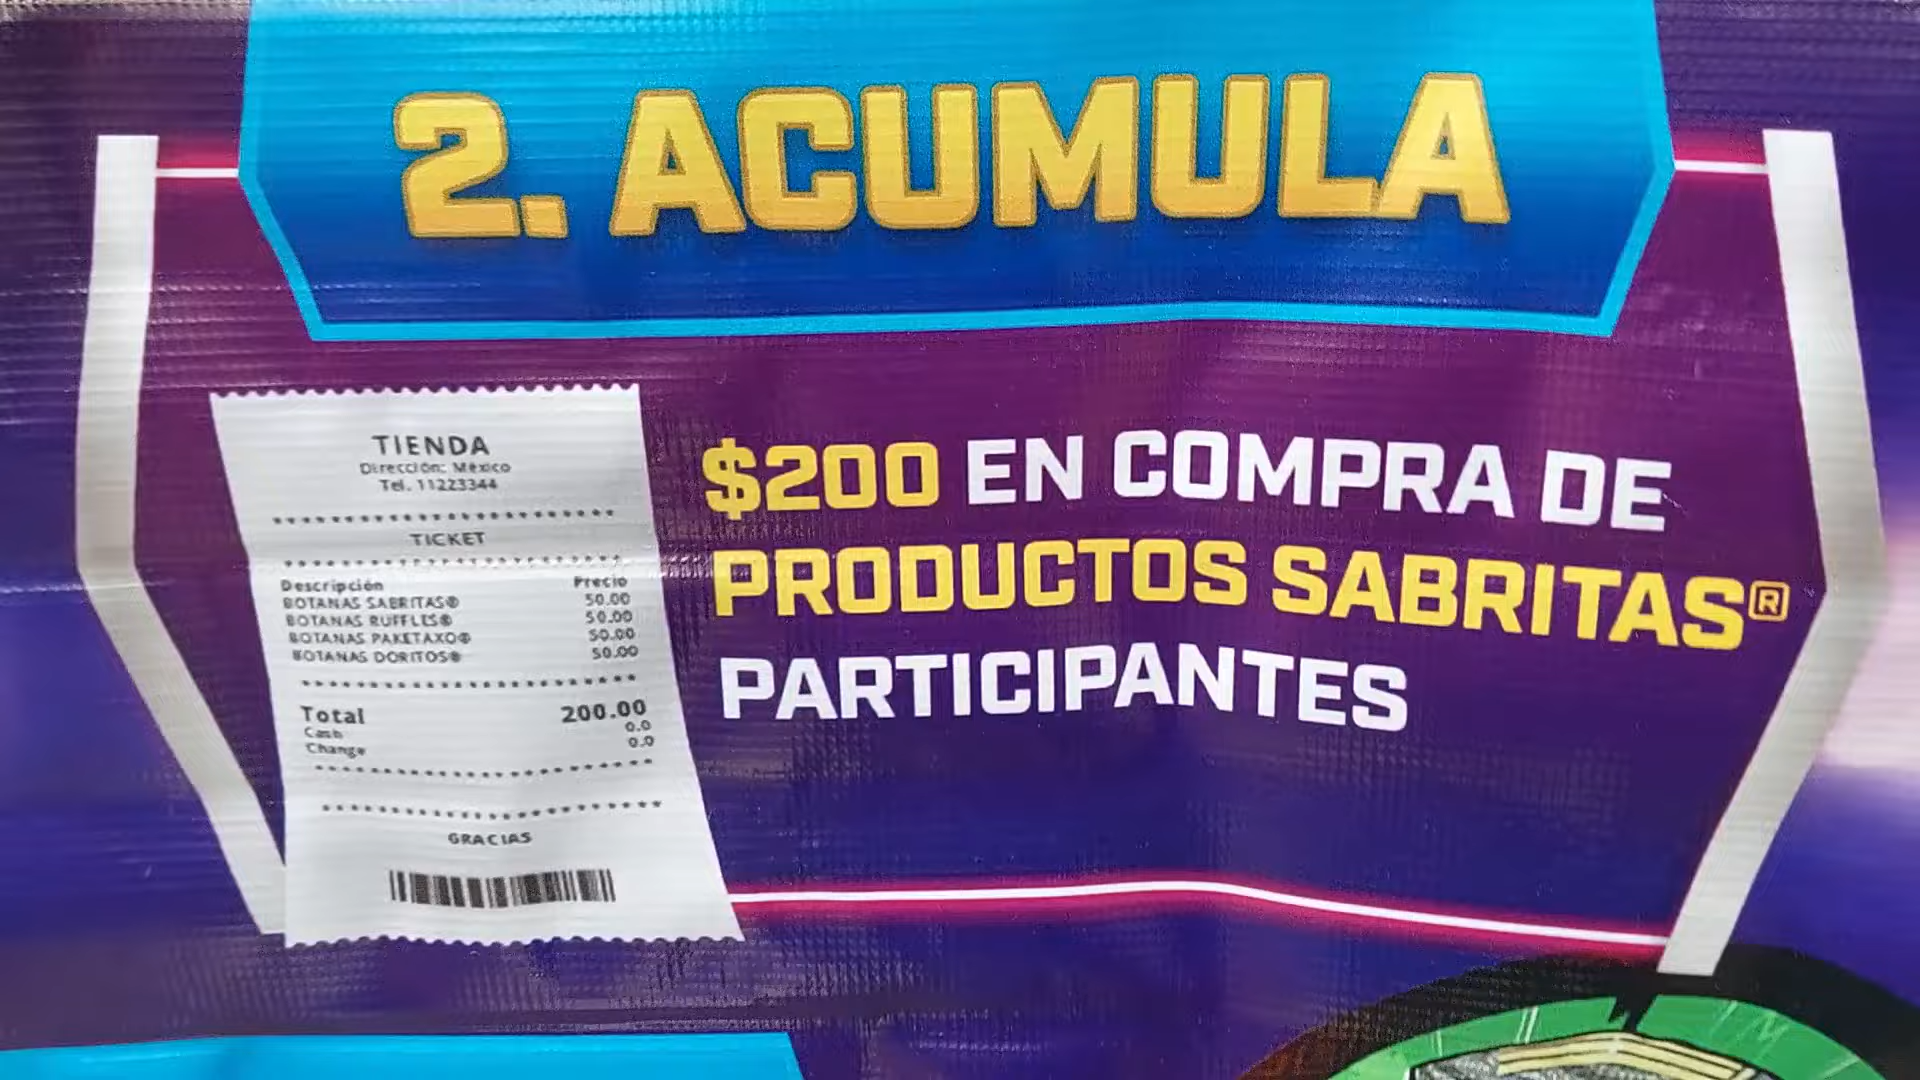 2. ACUMULA
TIENDA
Dirección: México
Tel. 11223344
TICKET
Descripción Precio
BOTANAS SABRITAS® 50.00
BOTANAS RUFFLES® 50.00
BOTANAS PAKETAXO® 50.00
BOTANAS DORITOS® 50.00
Total 200.00
Cash 0.0
Change 0.0
GRACIAS
$200 EN COMPRA DE
PRODUCTOS SABRITAS®
PARTICIPANTES